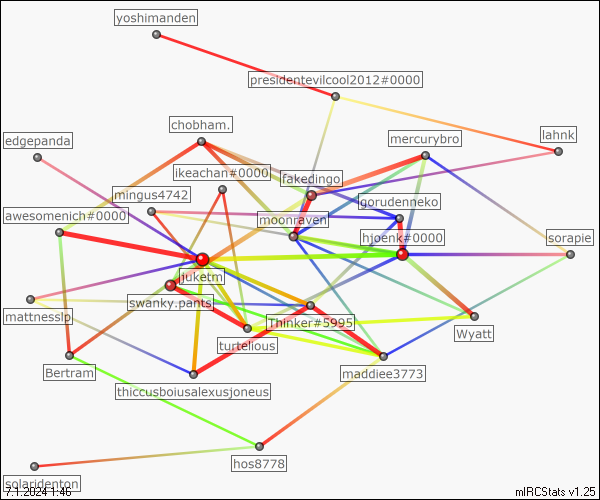 yoshimanden
presidentevilcool2012#0000
chobham.
mercurybro
lahnk
edgepanda
ikeachan#0000
fakedingo
mingus4742
gorudenneko
awesomenich#0000
moonraven
hjoenk#0000
sorapie
juketm
swanky.pants
mattnesslp
Thinker#5995
Wyatt
turtelious
Bertram
maddiee3773
thiccusboiusalexusjoneus
hos8778
solaridenton
7.1.2024 1:46
mIRCStats v1.25